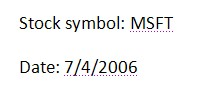 Stock symbol: MSFT
Date: 7/4/2006